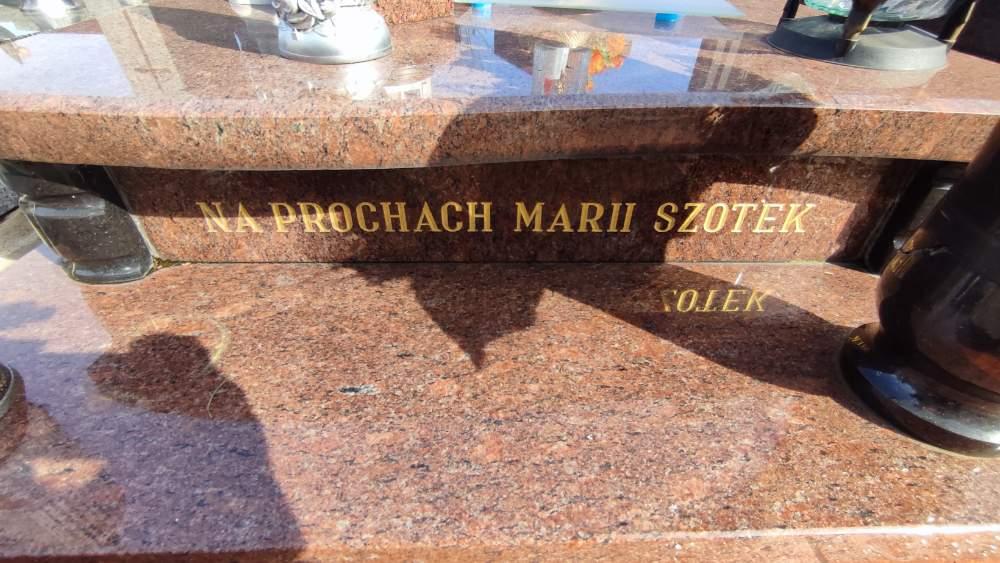 NA PROCHACH MARII SZOTEK